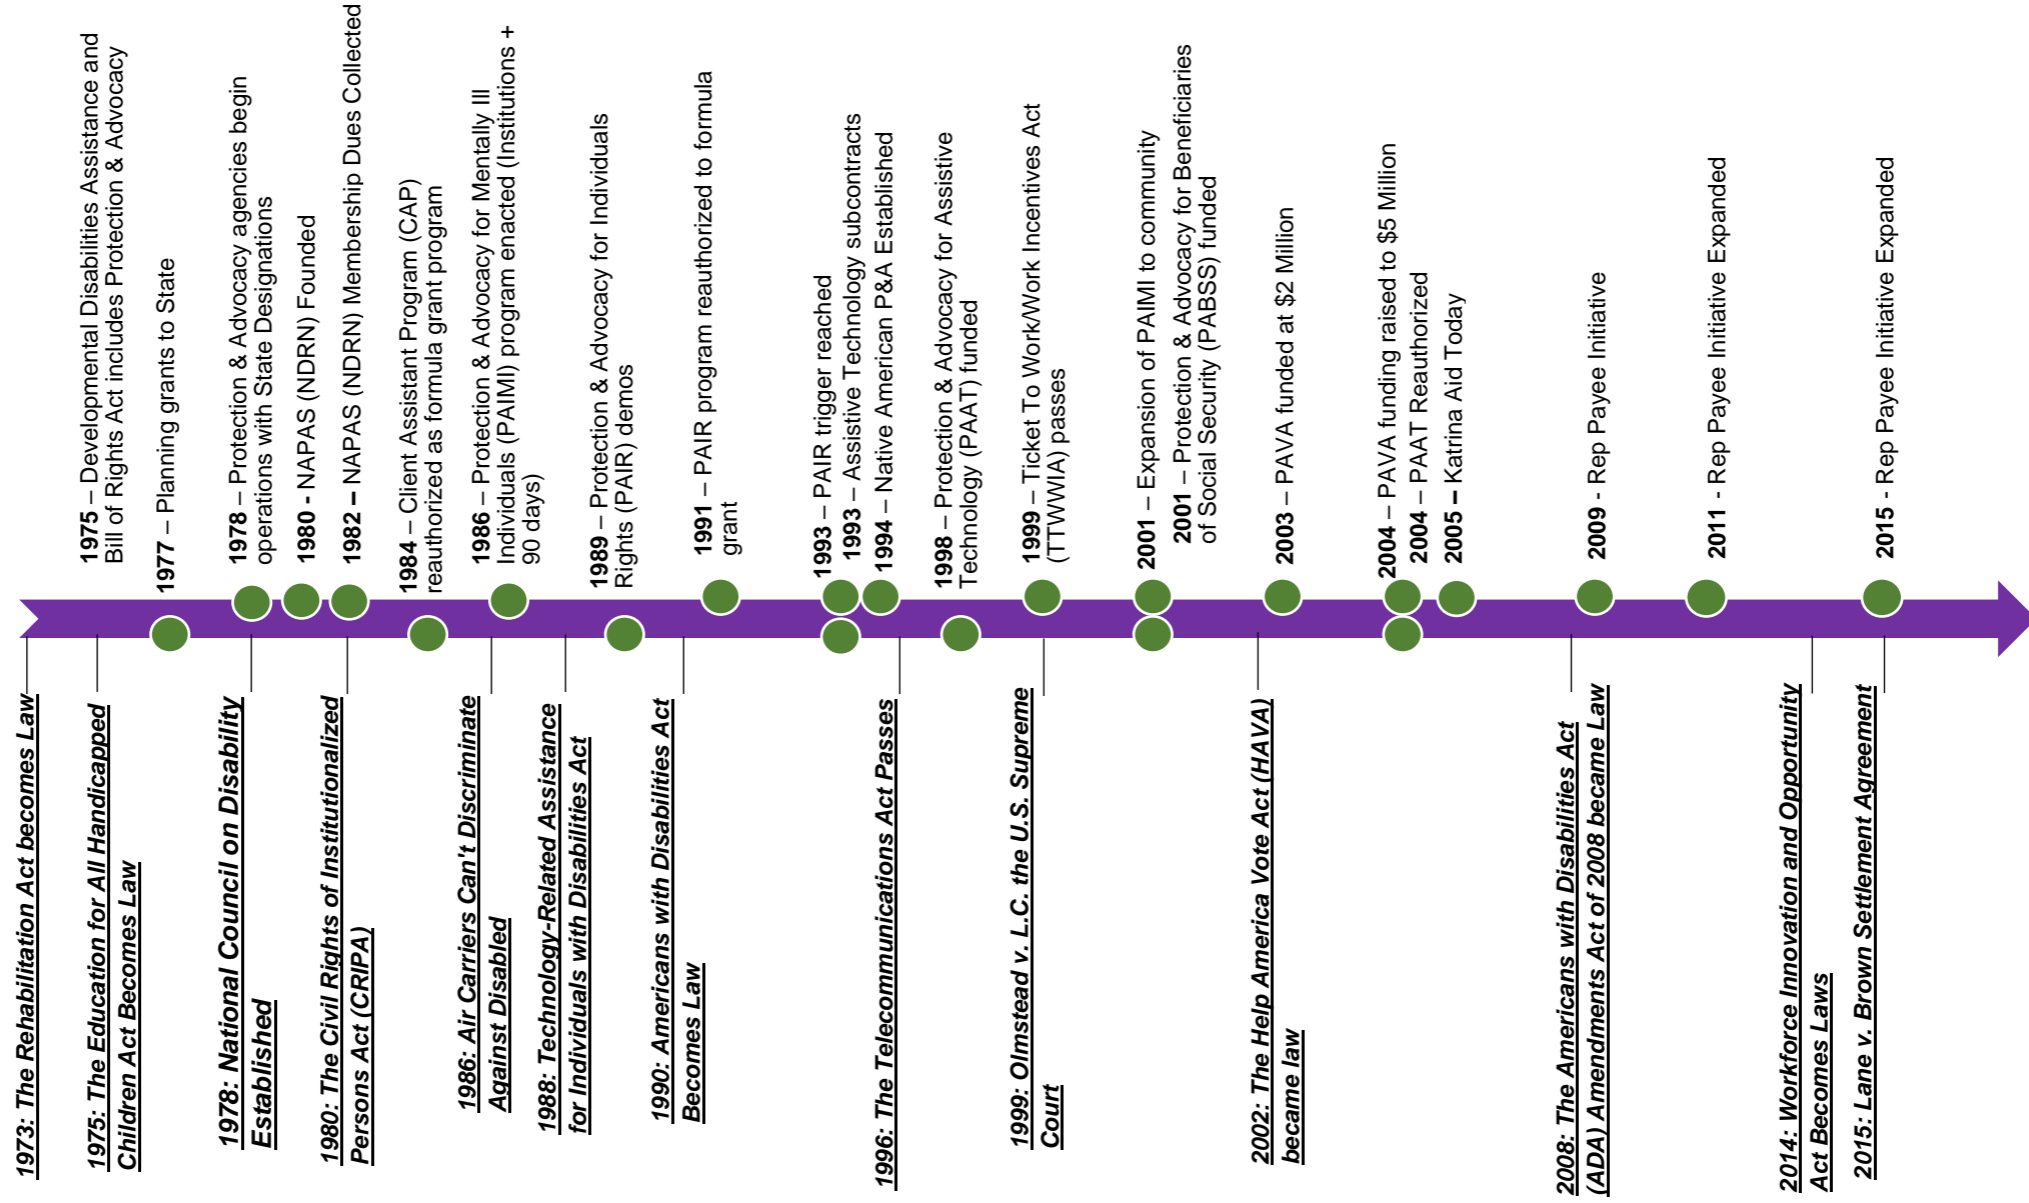 1975 – Developmental Disabilities Assistance and
Bill of Rights Act includes Protection & Advocacy
1977 – Planning grants to State
1978 – Protection & Advocacy agencies begin
operations with State Designations
1980 - NAPAS (NDRN) Founded
1982 – NAPAS (NDRN) Membership Dues Collected
1984 – Client Assistant Program (CAP)
reauthorized as formula grant program
1986 – Protection & Advocacy for Mentally Ill
Individuals (PAIMI) program enacted (Institutions +
90 days)
1989 – Protection & Advocacy for Individuals
Rights (PAIR) demos
1991 – PAIR program reauthorized to formula
grant
1993 – PAIR trigger reached
1993 – Assistive Technology subcontracts
1994 – Native American P&A Established
1998 – Protection & Advocacy for Assistive
Technology (PAAT) funded
1999 – Ticket To Work/Work Incentives Act
(TTWWIA) passes
2001 – Expansion of PAIMI to community
2001 – Protection & Advocacy for Beneficiaries
of Social Security (PABSS) funded
2003 – PAVA funded at $2 Million
2004 – PAVA funding raised to $5 Million
2004 – PAAT Reauthorized
2005 – Katrina Aid Today
2009 - Rep Payee Initiative
2011 - Rep Payee Initiative Expanded
2015 - Rep Payee Initiative Expanded
1973: The Rehabilitation Act becomes Law
1975: The Education for All Handicapped
Children Act Becomes Law
1978: National Council on Disability
Established
1980: The Civil Rights of Institutionalized
Persons Act (CRIPA)
1986: Air Carriers Can't Discriminate
Against Disabled
1988: Technology-Related Assistance
for Individuals with Disabilities Act
1990: Americans with Disabilities Act
Becomes Law
1996: The Telecommunications Act Passes
1999: Olmstead v. L.C. the U.S. Supreme
Court
2002: The Help America Vote Act (HAVA)
became law
2008: The Americans with Disabilities Act
(ADA) Amendments Act of 2008 became Law
2014: Workforce Innovation and Opportunity
Act Becomes Laws
2015: Lane v. Brown Settlement Agreement